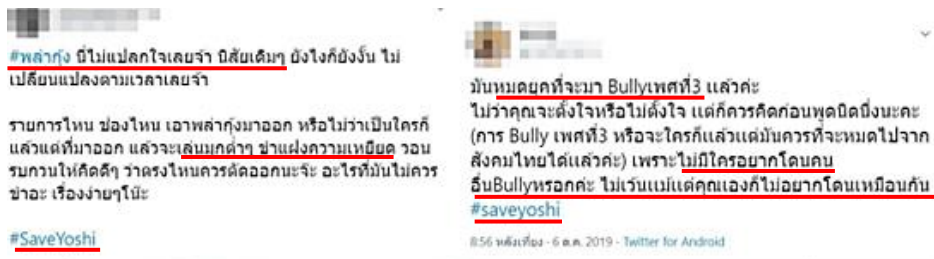 #พล่ากุ้ง นี่ไม่แปลกใจเลยจ้า นิสัยเดิมๆ ยังไงก็ยังงั้น ไม่
เปลี่ยนแปลงตามเวลาเลยจ้า
รายการไหน ช่องไหน เอาพล่ากุ้งมาออก หรือไม่ว่าเป็นใครก็
แล้วแต่ที่มาออก แล้วจะเล่นมุกต่ำๆ ขำแฝงความเหยียด วอน
รบกวนให้คิดดีๆ ว่าตรงไหนควรตัดออกนะจ๊ะ อะไรที่มันไม่ควร
ขำอะ เรื่องง่ายๆโน๊ะ
#SaveYoshi
มันหมดยุคที่จะมา Bullyเพศที่3 แล้วค่ะ
ไม่ว่าคุณจะตั้งใจหรือไม่ตั้งใจ แต่ก็ควรคิดก่อนพูดนิดนึงนะคะ
(การ Bully เพศที่3 หรือจะใครก็แล้วแต่มันควรที่จะหมดไปจาก
สังคมไทยได้แล้วค่ะ) เพราะไม่มีใครอยากโดนคน
อื่นBullyหรอกค่ะ ไม่เว้นแม้แต่คุณเองก็ไม่อยากโดนเหมือนกัน
#saveyoshi
8:56 หลังเที่ยง - 6 ต.ค. 2019 - Twitter for Android